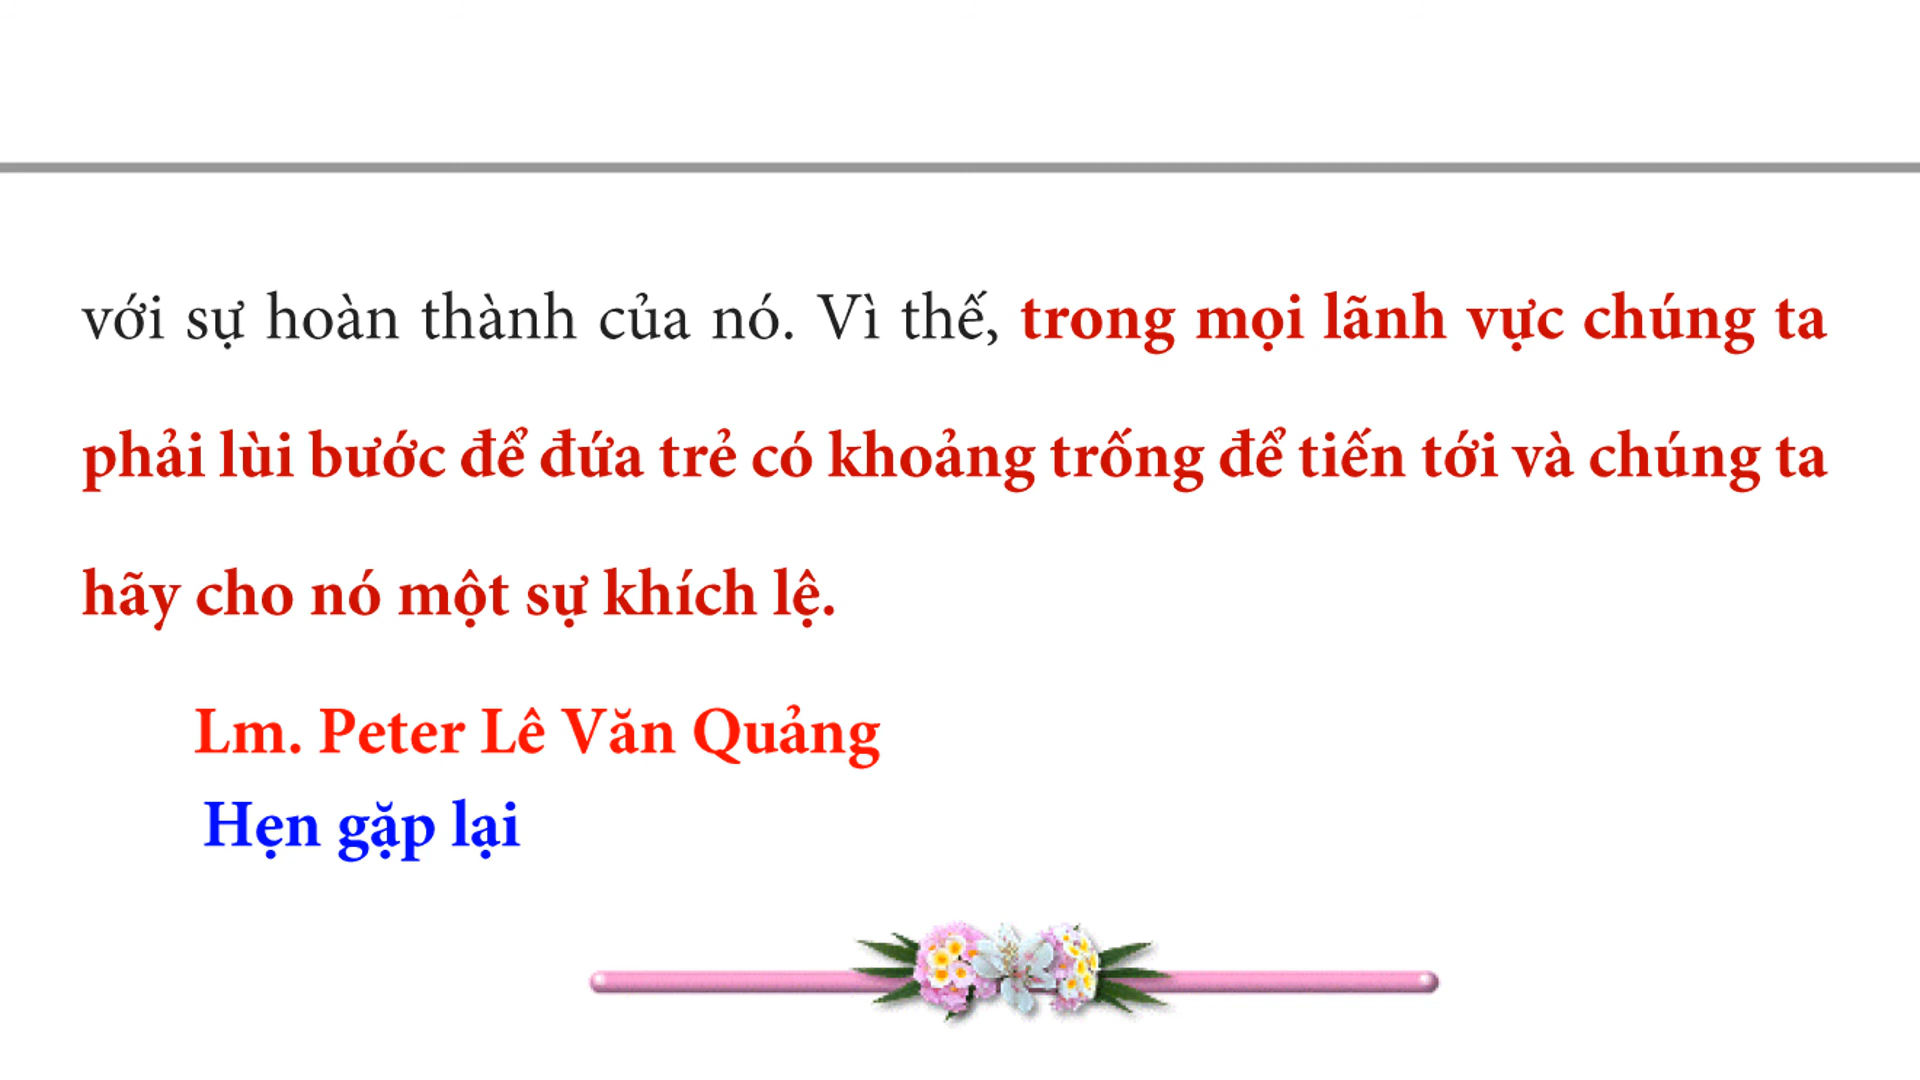 với sự hoàn thành của nó. Vì thế, trong mọi lãnh vực chúng ta
phải lùi bước để đứa trẻ có khoảng trống để tiến tới và chúng ta
hãy cho nó một sự khích lệ.
Lm. Peter Lê Văn Quảng
Hẹn gặp lại